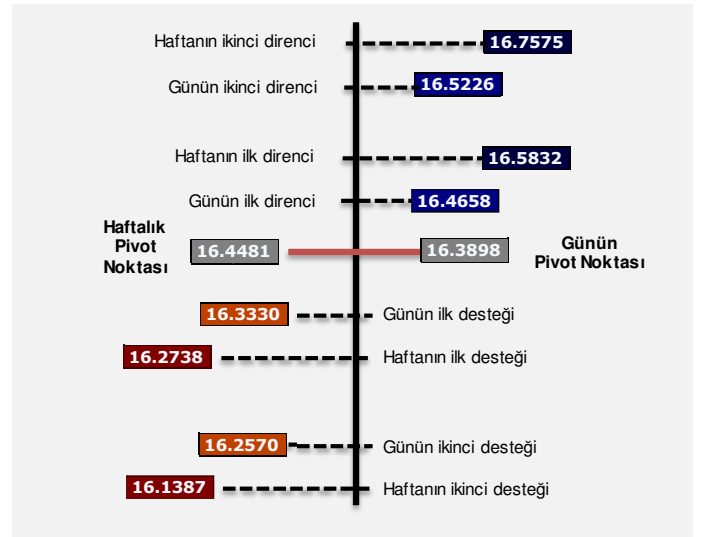 Haftanın ikinci direnci
16.7575
Günün ikinci direnci
16.5226
Haftanın ilk direnci
16.5832
Günün ilk direnci
16.4658
Haftalık
Pivot
Noktası
16.4481
16.3898
Günün
Pivot Noktası
16.3330
Günün ilk desteği
16.2738
Haftanın ilk desteği
16.2570
Günün ikinci desteği
16.1387
Haftanın ikinci desteği